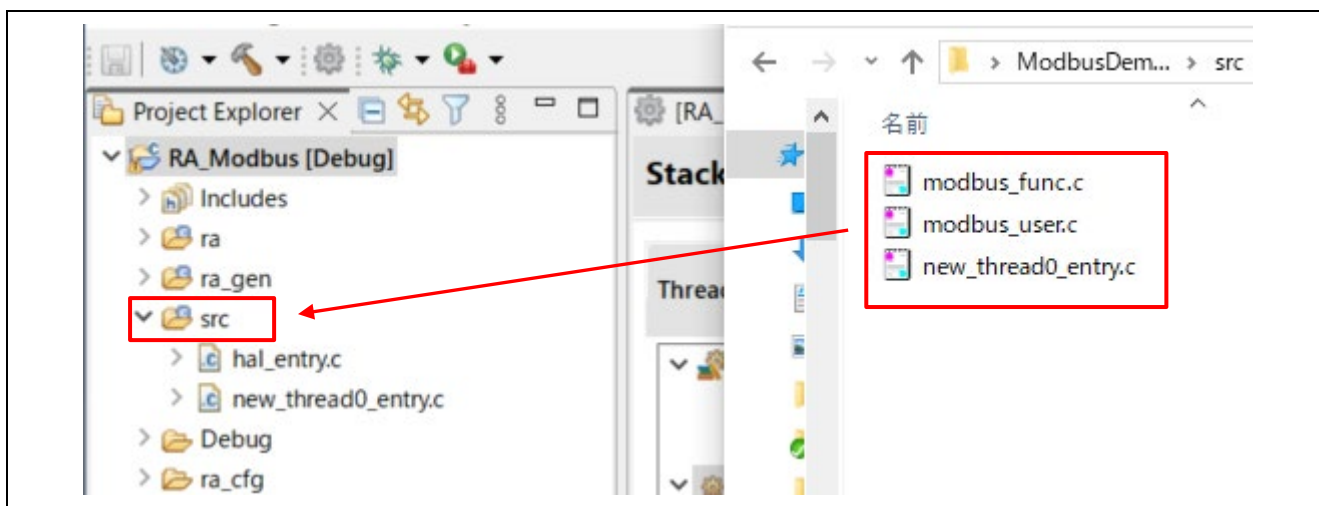 Project Explorer
RA_Modbus [Debug]
Includes
ra
ra_gen
src
hal_entry.c
new_thread0_entry.c
Debug
ra_cfg
[RA_
Stack
Threa
ModbusDem... > src
名前
modbus_func.c
modbus_user.c
new_thread0_entry.c